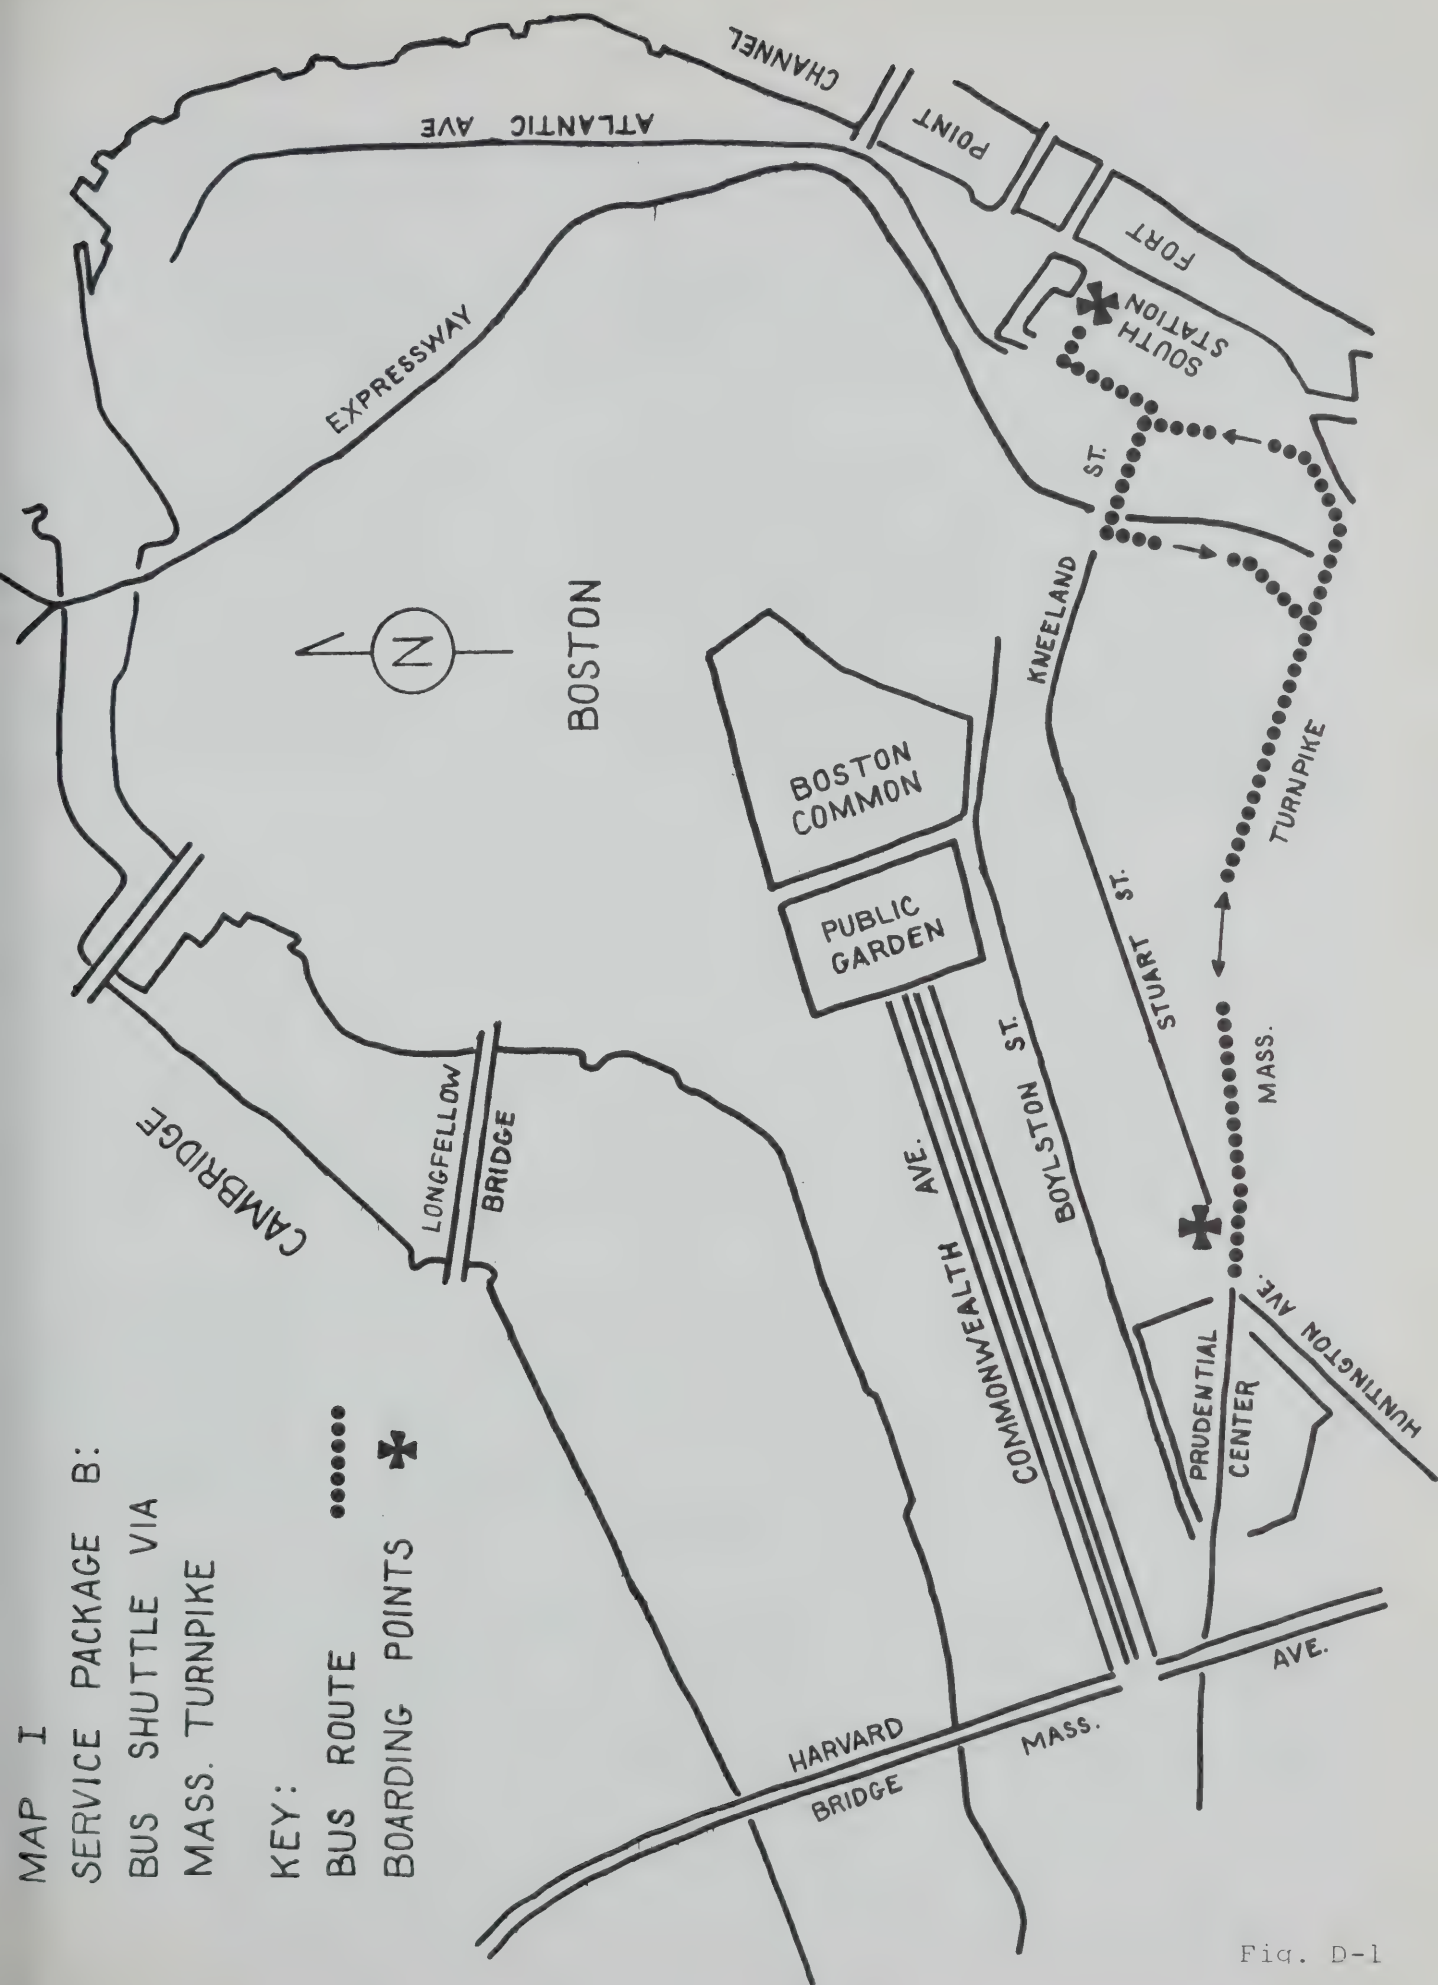 MAP I
SERVICE PACKAGE B:
BUS SHUTTLE VIA
MASS. TURNPIKE
KEY:
BUS ROUTE
BOARDING POINTS
CAMBRIDGE
LONGFELLOW
BRIDGE
HARVARD
BRIDGE
MASS.
AVE.
N
BOSTON
EXPRESSWAY
ATLANTIC AVE
CHANNEL
POINT
FORT
SOUTH
STATION
BOSTON
COMMON
PUBLIC
GARDEN
COMMONWEALTH AVE.
BOYLSTON ST.
STUART ST.
KNEELAND ST.
MASS. TURNPIKE
PRUDENTIAL
CENTER
HUNTINGTON AVE.
Fig. D-1